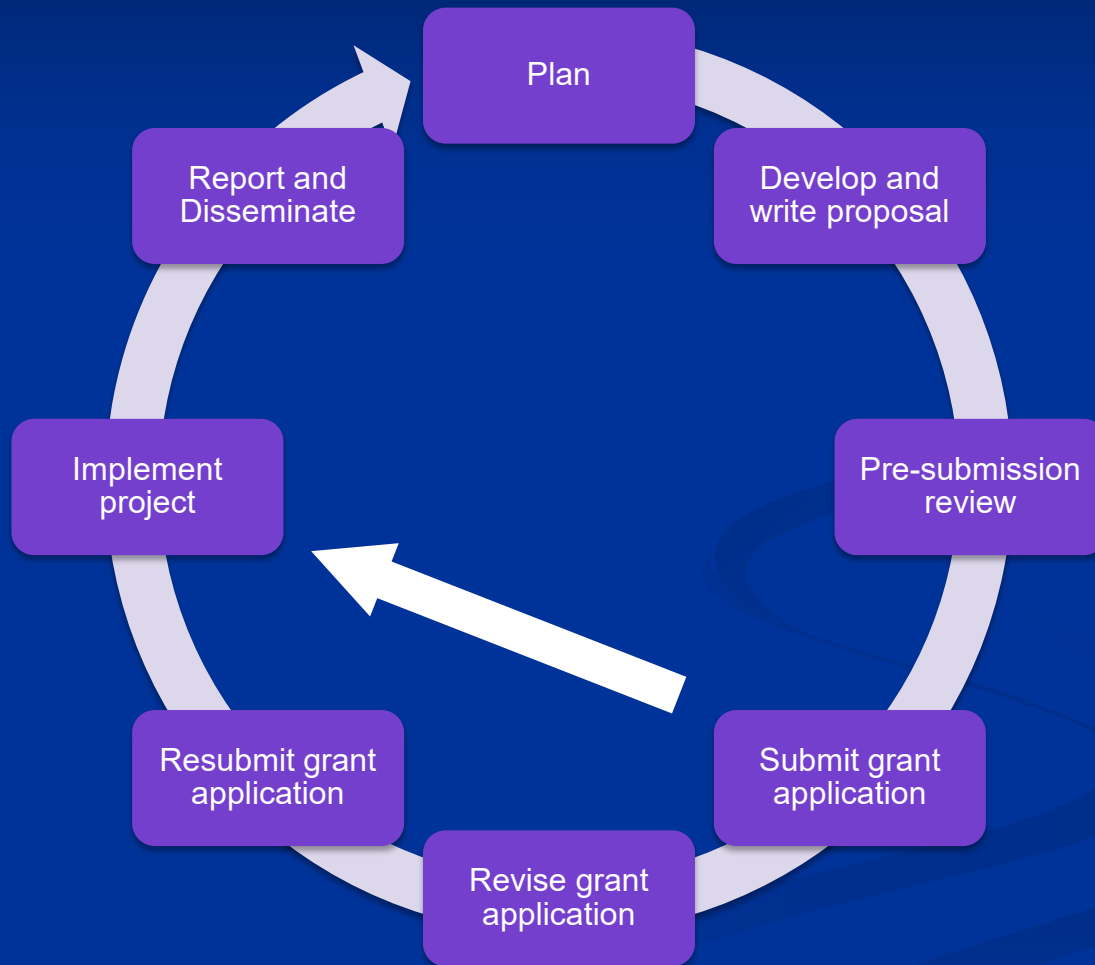 Plan
Develop and
write proposal
Pre-submission
review
Submit grant
application
Revise grant
application
Resubmit grant
application
Implement
project
Report and
Disseminate